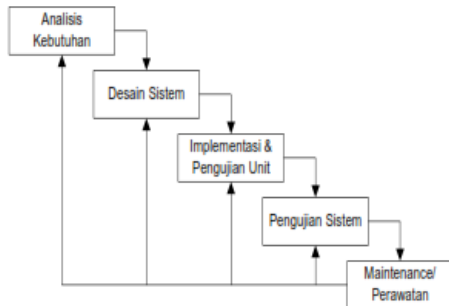 Analisis
Kebutuhan
Desain Sistem
Implementasi &
Pengujian Unit
Pengujian Sistem
Maintenance/
Perawatan